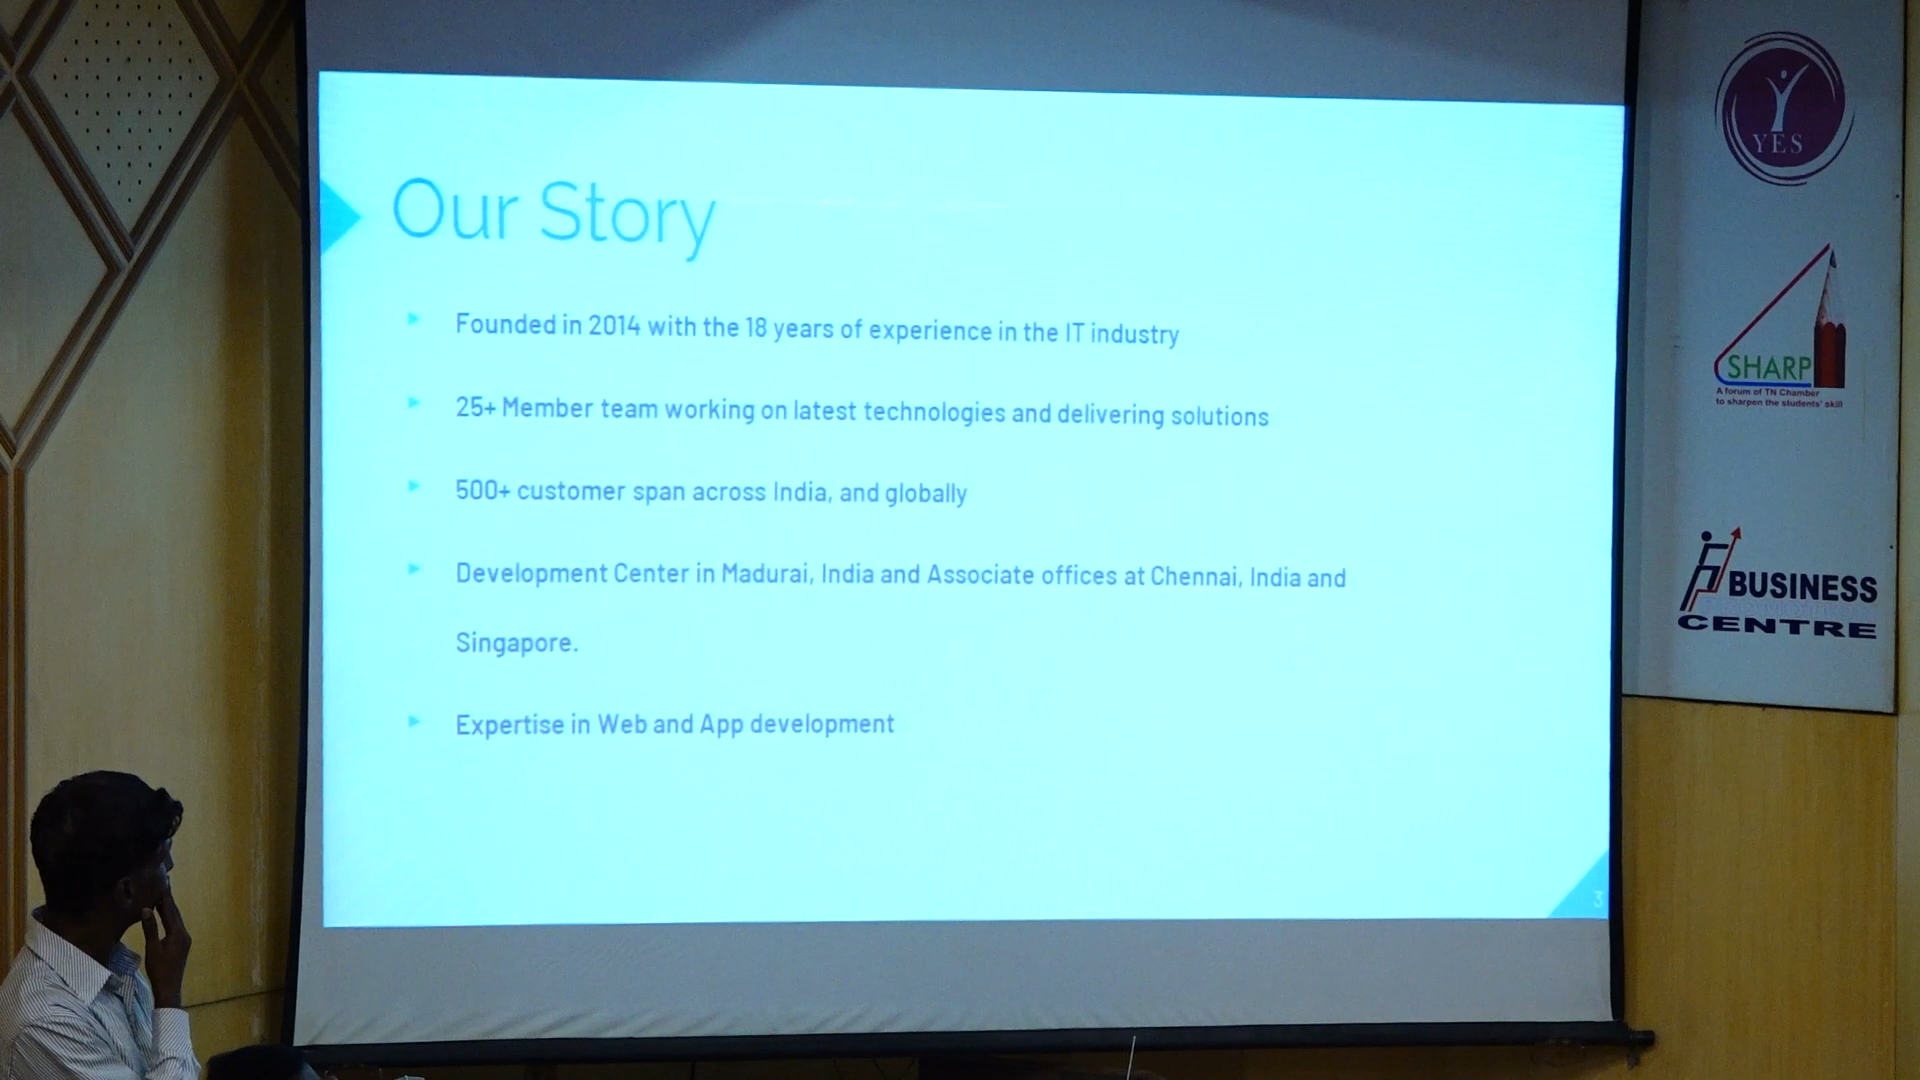 Our Story
Founded in 2014 with the 18 years of experience in the IT industry
25+ Member team working on latest technologies and delivering solutions
500+ customer span across India, and globally
Development Center in Madurai, India and Associate offices at Chennai, India and
Singapore.
Expertise in Web and App development
3
YES
SHARP
A forum of TN Chamber
to sharpen the students' skill
BUSINESS
CENTRE